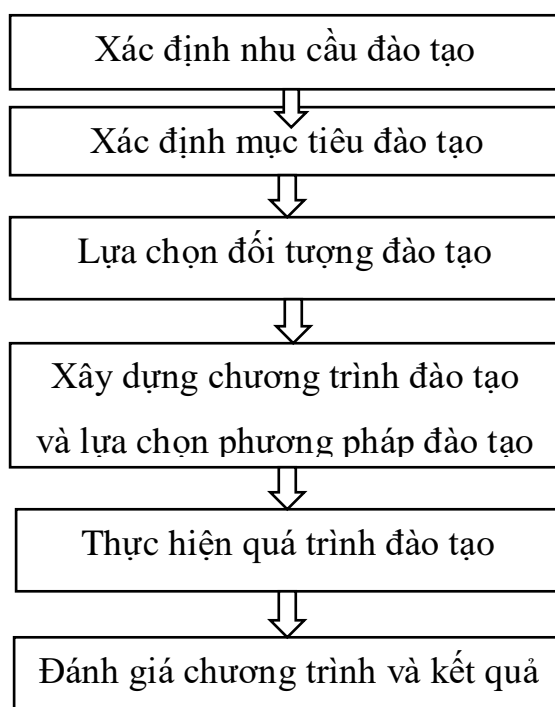 Xác định nhu cầu đào tạo
Xác định mục tiêu đào tạo
Lựa chọn đối tượng đào tạo
Xây dựng chương trình đào tạo
và lựa chọn phương pháp đào tạo
Thực hiện quá trình đào tạo
Đánh giá chương trình và kết quả